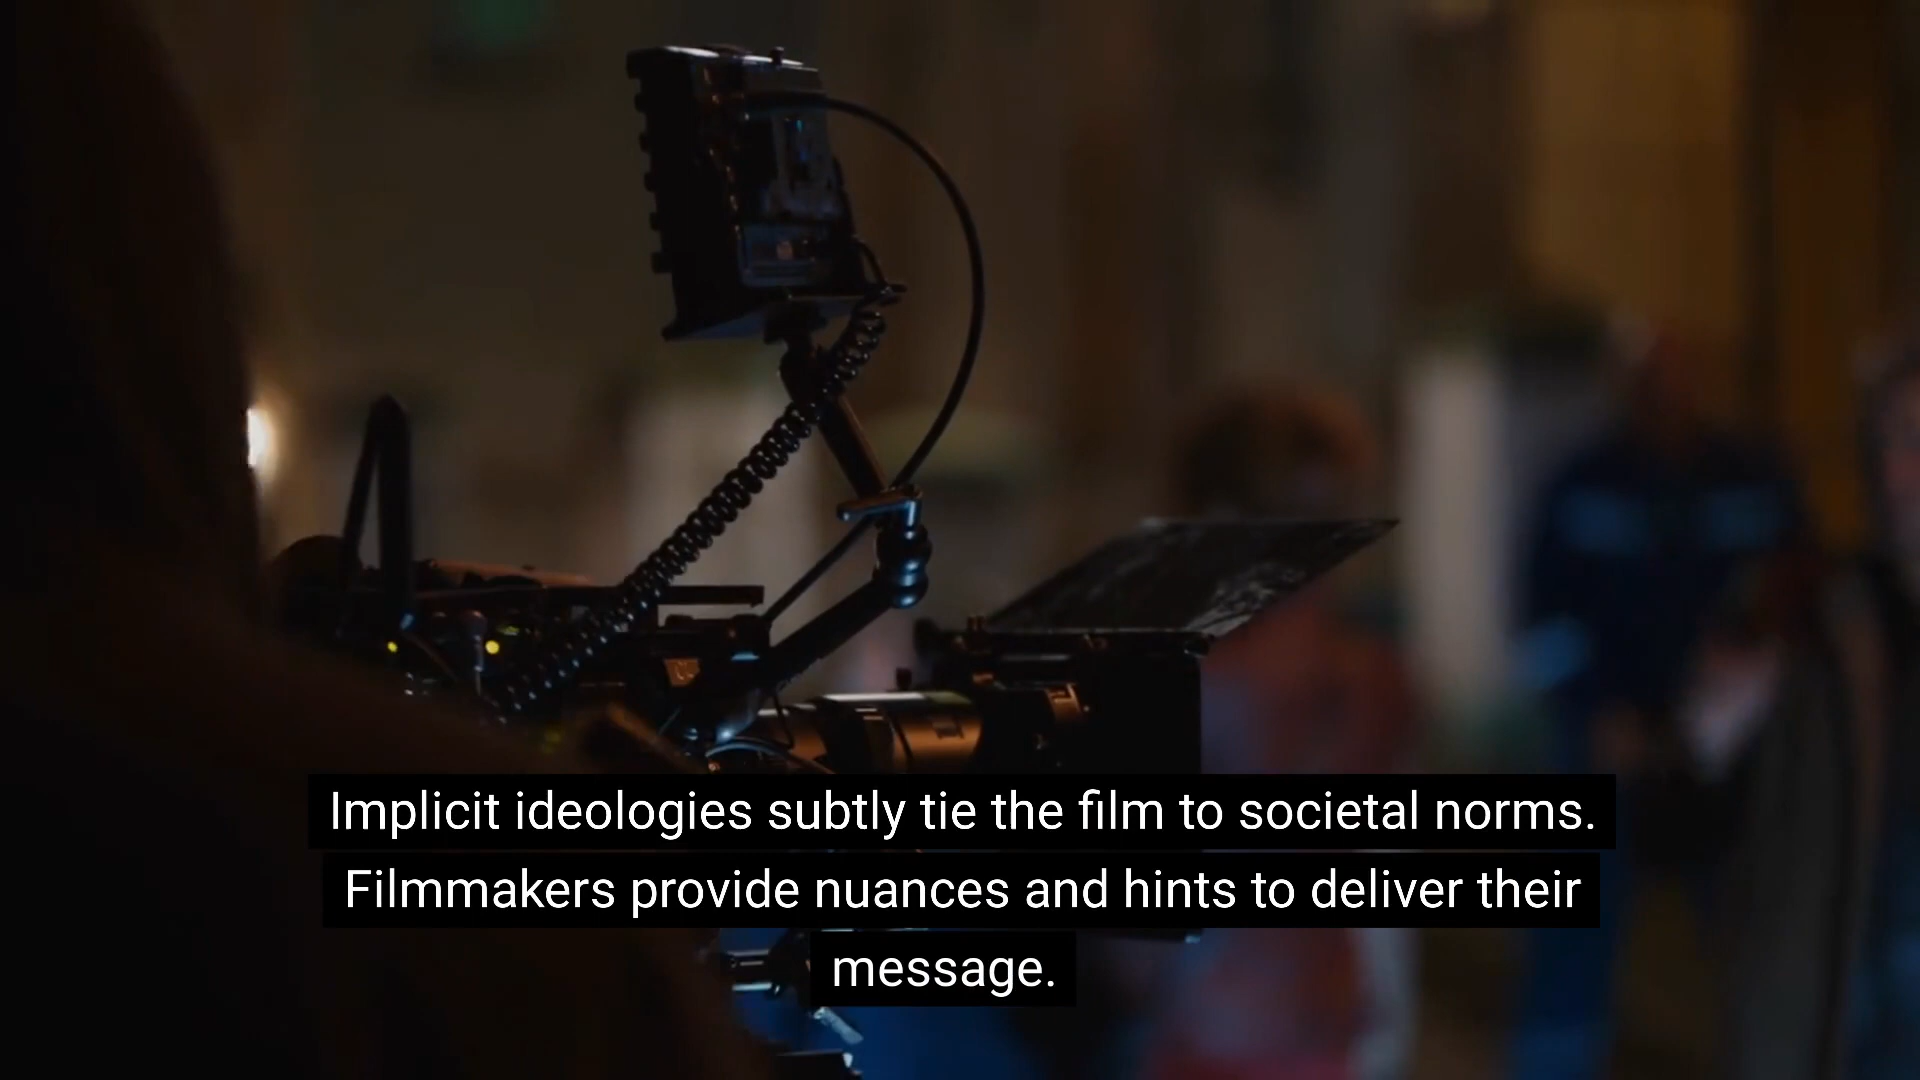 Implicit ideologies subtly tie the film to societal norms.
Filmmakers provide nuances and hints to deliver their
message.